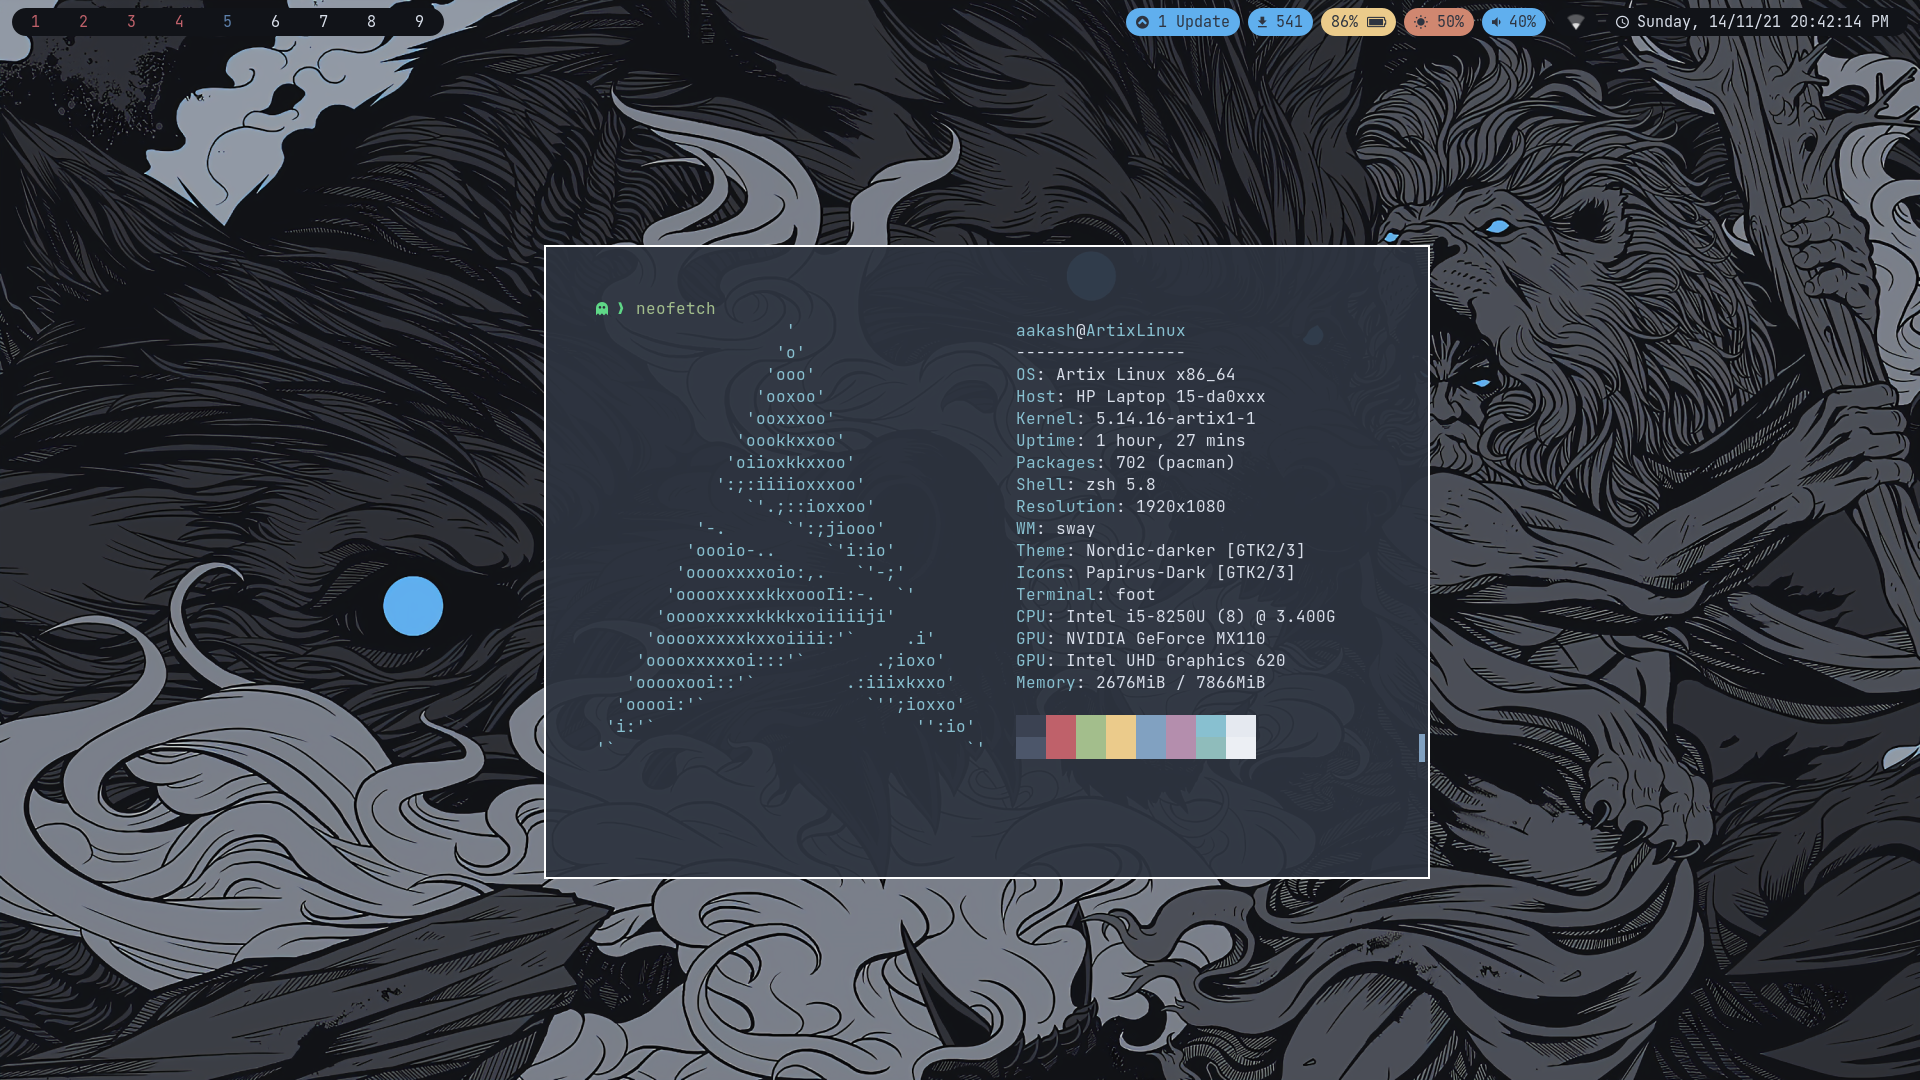 1 2 3 4 5 6 7 8 9 1 Update 541 86% 50% 40% Sunday, 14/11/21 20:42:14 PM
❫ neofetch
' aakash@ArtixLinux
'o' -----------------
'ooo' OS: Artix Linux x86_64
'ooxoo' Host: HP Laptop 15-da0xxx
'ooxxxoo' Kernel: 5.14.16-artix1-1
'oookkxxoo' Uptime: 1 hour, 27 mins
'oiioxkkxxoo' Packages: 702 (pacman)
':;:iiiioxxxoo' Shell: zsh 5.8
`'.;::ioxxoo' Resolution: 1920x1080
'-. `':;jiooo' WM: sway
'oooio-.. `'i:io' Theme: Nordic-darker [GTK2/3]
'ooooxxxxoio:,. `'-;' Icons: Papirus-Dark [GTK2/3]
'ooooxxxxxkkxoooIi:-. `' Terminal: foot
'ooooxxxxxkkkkxoiiiiiji' CPU: Intel i5-8250U (8) @ 3.400G
'ooooxxxxxkxxoiiii:'` .i' GPU: NVIDIA GeForce MX110
'ooooxxxxxoi:::'` .;ioxo' GPU: Intel UHD Graphics 620
'ooooxooi::'` .:iiixkxxo' Memory: 2676MiB / 7866MiB
'ooooi:'` `'';ioxxo'
'i:'` '':io'
'` `'